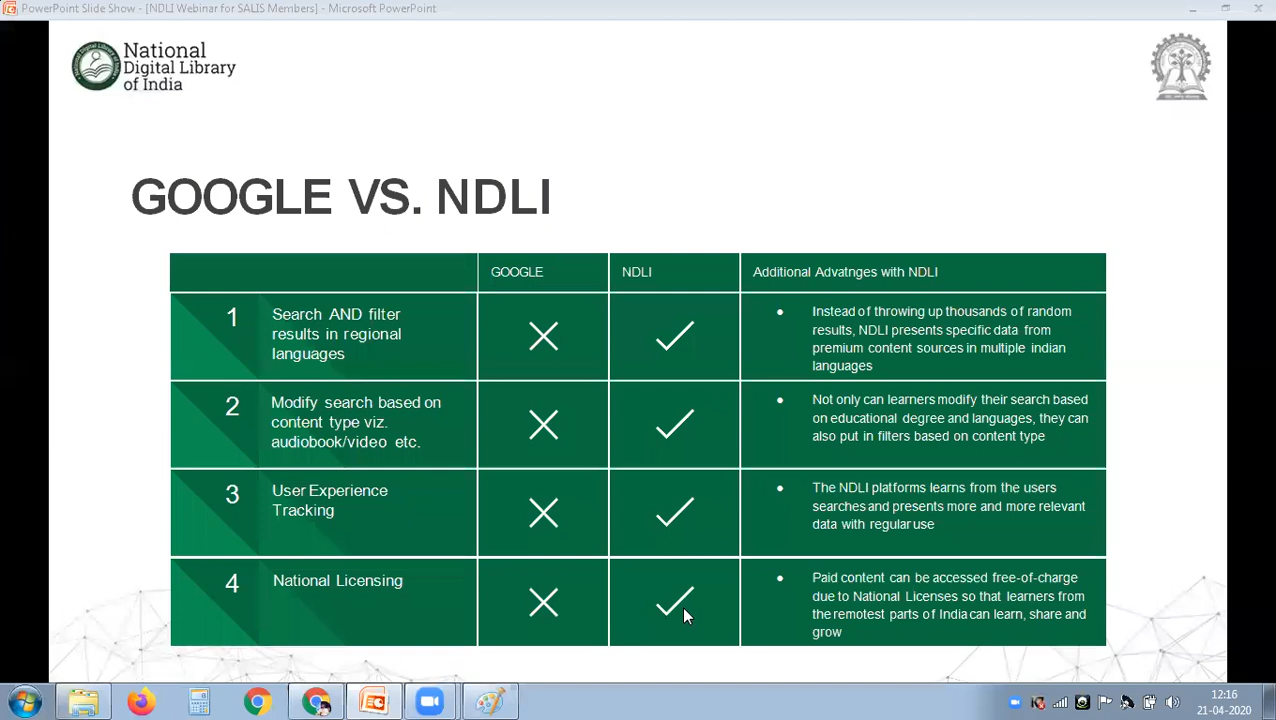 PowerPoint Slide Show - [NDLI Webinar for SALIS Members] - Microsoft PowerPoint
National
Digital Library
of India
GOOGLE VS. NDLI
GOOGLE
NDLI
Additional Advatnges with NDLI
1
Search AND filter
results in regional
languages
Instead of throwing up thousands of random
results, NDLI presents specific data from
premium content sources in multiple indian
languages
2
Modify search based on
content type viz.
audiobook/video etc.
Not only can learners modify their search based
on educational degree and languages, they can
also put in filters based on content type
3
User Experience
Tracking
The NDLI platforms learns from the users
searches and presents more and more relevant
data with regular use
4
National Licensing
Paid content can be accessed free-of-charge
due to National Licenses so that learners from
the remotest parts of India can learn, share and
grow
12:16
21-04-2020